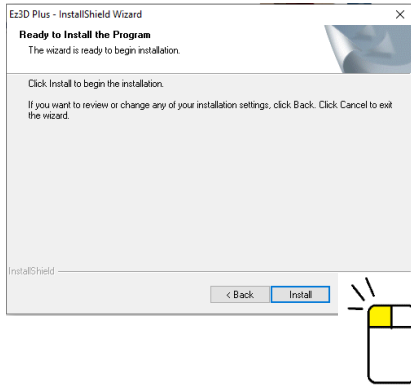 Ez3D Plus - InstallShield Wizard
Ready to Install the Program
The wizard is ready to begin installation.
Click Install to begin the installation.
If you want to review or change any of your installation settings, click Back. Click Cancel to exit
the wizard.
InstallShield
< Back Install